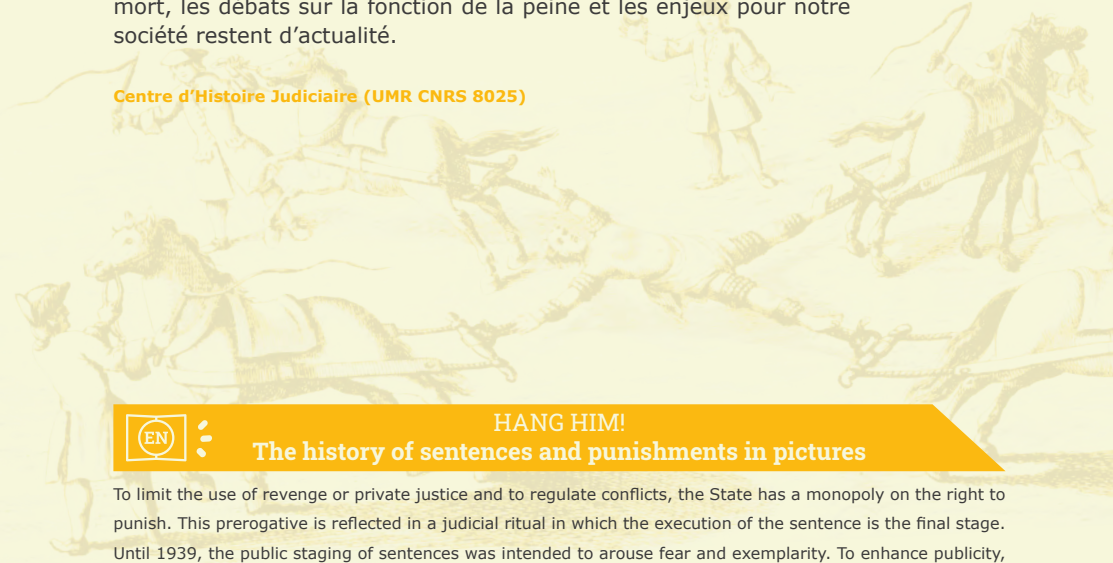 mort, les débats sur la fonction de la peine et les enjeux pour notre
société restent d’actualité.
Centre d’Histoire Judiciaire (UMR CNRS 8025)
EN
HANG HIM!
The history of sentences and punishments in pictures
To limit the use of revenge or private justice and to regulate conflicts, the State has a monopoly on the right to
punish. This prerogative is reflected in a judicial ritual in which the execution of the sentence is the final stage.
Until 1939, the public staging of sentences was intended to arouse fear and exemplarity. To enhance publicity,